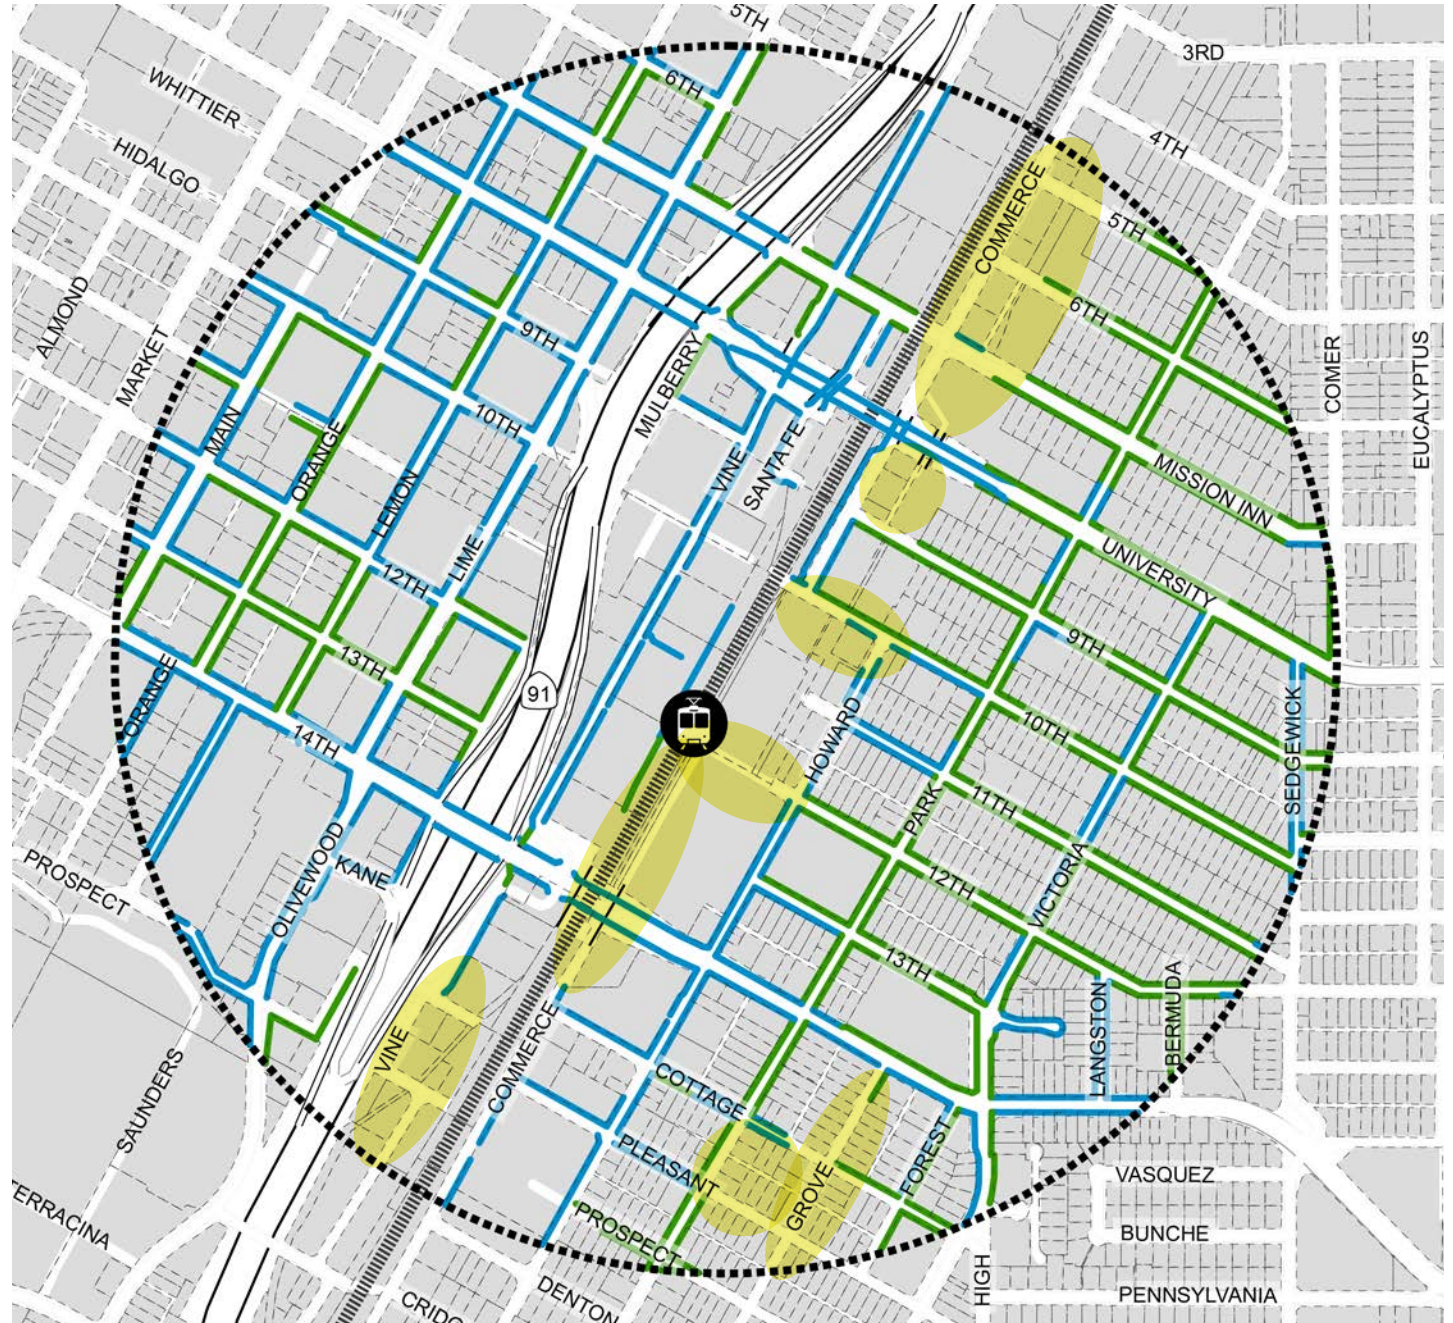 5TH
3RD
6TH
WHITTIER
4TH
HIDALGO
COMMERCE
5TH
6TH
ALMOND
MARKET
9TH
MULBERRY
COMER
EUCALYPTUS
MAIN
10TH
ORANGE
VINE
SANTA FE
MISSION INN
LEMON
LIME
UNIVERSITY
12TH
9TH
13TH
ORANGE
91
14TH
HOWARD
10TH
SEDGEWICK
PARK
11TH
PROSPECT
OLIVEWOOD
KANE
12TH
VICTORIA
13TH
VINE
COMMERCE
LANGSTON
BERMUDA
SAUNDERS
COTTAGE
PLEASANT
GROVE
FOREST
VASQUEZ
TERRACINA
PROSPECT
BUNCHE
HIGH
DENTON
PENNSYLVANIA